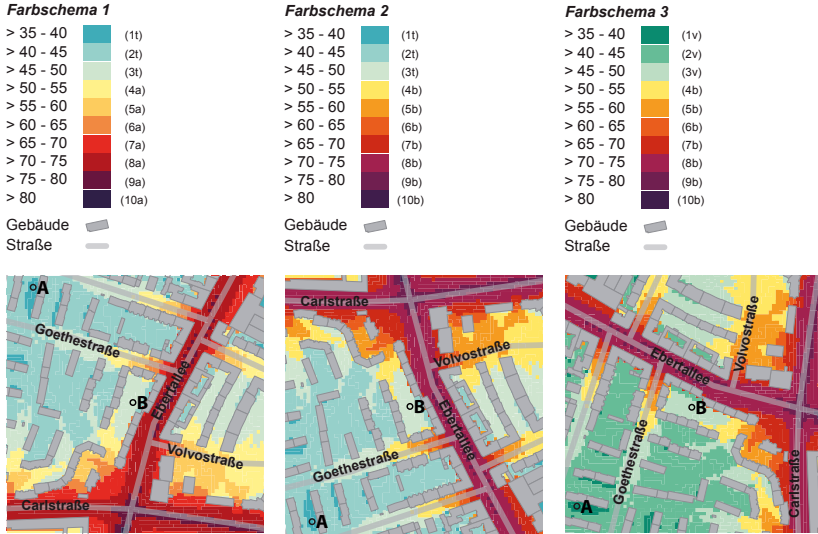 Farbschema 1
> 35 - 40 (1t)
> 40 - 45 (2t)
> 45 - 50 (3t)
> 50 - 55 (4a)
> 55 - 60 (5a)
> 60 - 65 (6a)
> 65 - 70 (7a)
> 70 - 75 (8a)
> 75 - 80 (9a)
> 80 (10a)
Gebäude
Straße
Farbschema 2
> 35 - 40 (1t)
> 40 - 45 (2t)
> 45 - 50 (3t)
> 50 - 55 (4b)
> 55 - 60 (5b)
> 60 - 65 (6b)
> 65 - 70 (7b)
> 70 - 75 (8b)
> 75 - 80 (9b)
> 80 (10b)
Gebäude
Straße
Farbschema 3
> 35 - 40 (1v)
> 40 - 45 (2v)
> 45 - 50 (3v)
> 50 - 55 (4b)
> 55 - 60 (5b)
> 60 - 65 (6b)
> 65 - 70 (7b)
> 70 - 75 (8b)
> 75 - 80 (9b)
> 80 (10b)
Gebäude
Straße
A
Goethestraße
Ebertallee
B
Volvostraße
Carlstraße
Carlstraße
Volvostraße
B
Ebertallee
Goethestraße
A
Volvostraße
Ebertallee
B
Goethestraße
Carlstraße
A